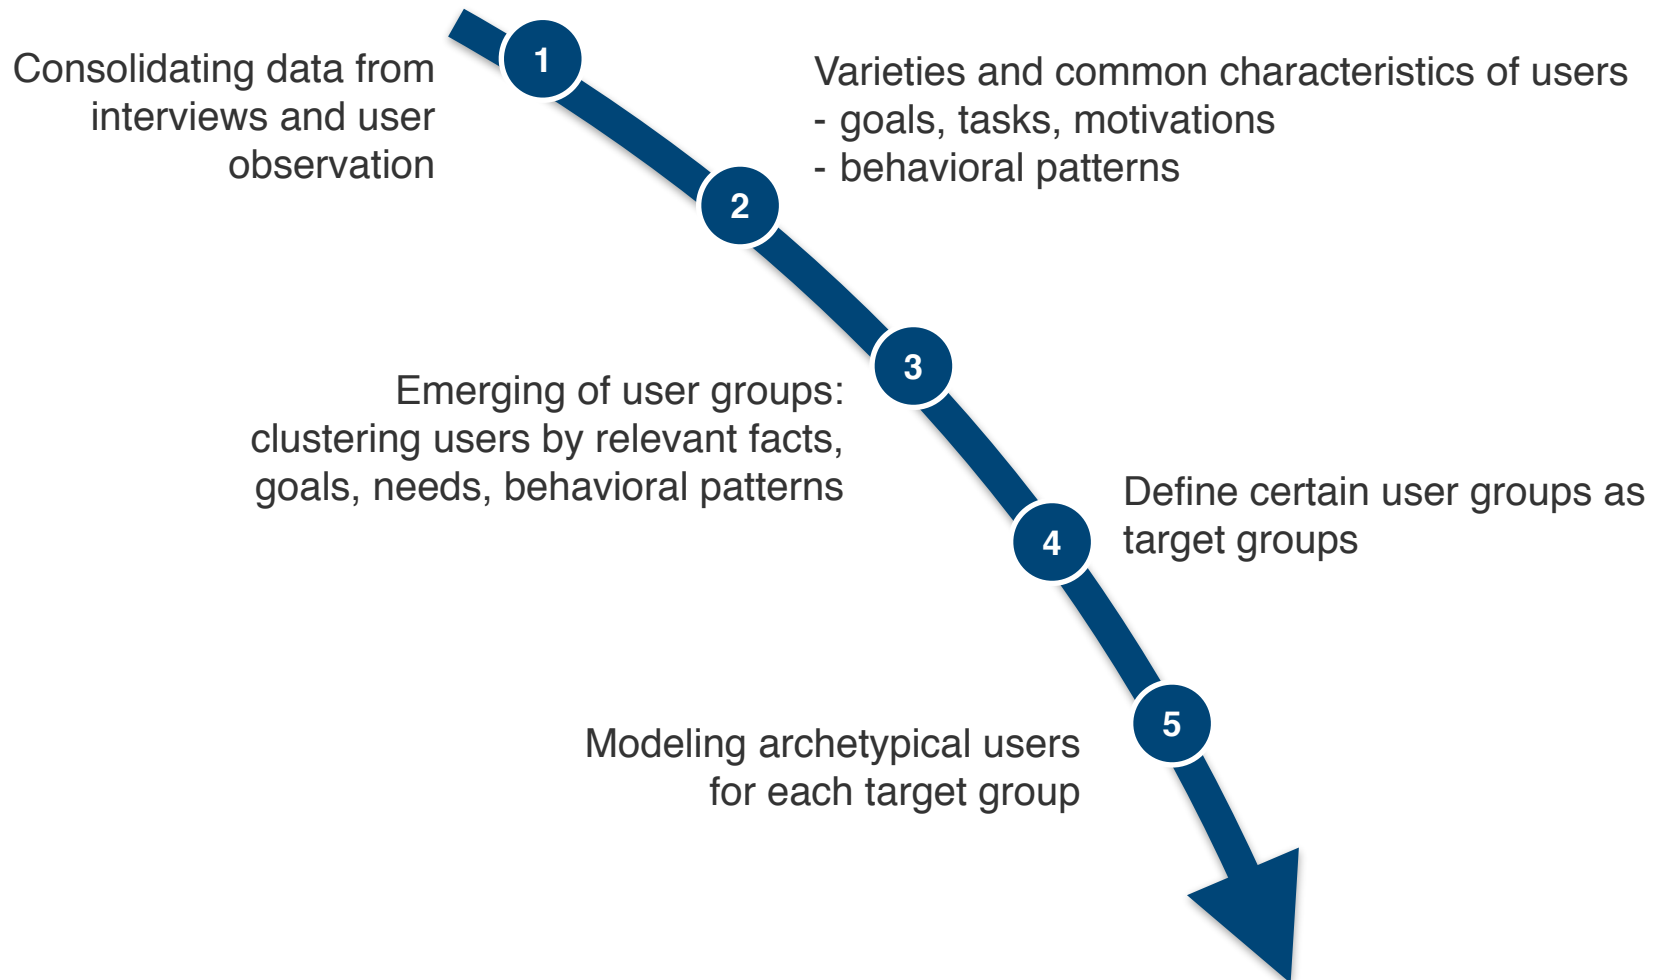 1
Consolidating data from
interviews and user
observation
2
Varieties and common characteristics of users
- goals, tasks, motivations
- behavioral patterns
3
Emerging of user groups:
clustering users by relevant facts,
goals, needs, behavioral patterns
4
Define certain user groups as
target groups
5
Modeling archetypical users
for each target group